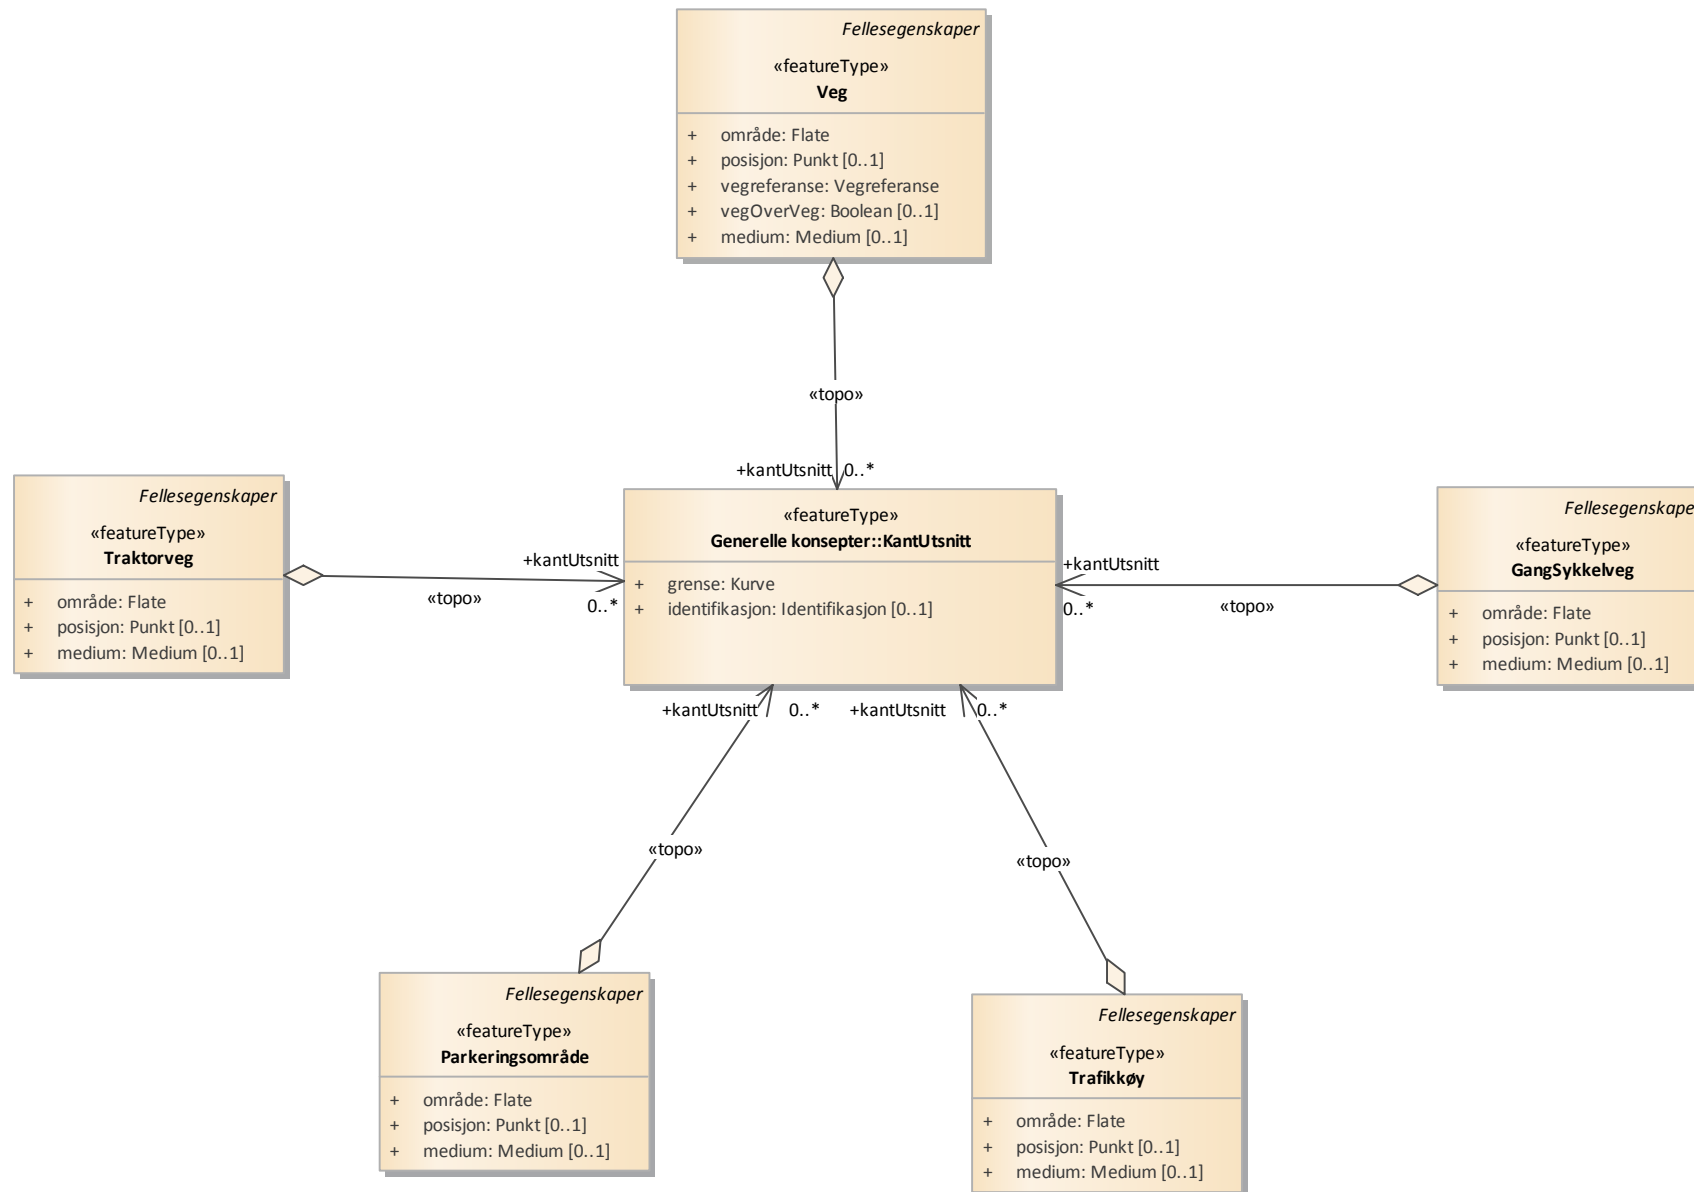 Fellesegenskaper
«featureType»
Veg
+ område: Flate
+ posisjon: Punkt [0..1]
+ vegreferanse: Vegreferanse
+ vegOverVeg: Boolean [0..1]
+ medium: Medium [0..1]
«topo»
+kantUtsnitt 0..*
Fellesegenskaper
«featureType»
Traktorveg
+ område: Flate
+ posisjon: Punkt [0..1]
+ medium: Medium [0..1]
+kantUtsnitt
«topo»
0..*
«featureType»
Generelle konsepter::KantUtsnitt
+ grense: Kurve
+ identifikasjon: Identifikasjon [0..1]
+kantUtsnitt
0..*
«topo»
Fellesegenskape
«featureType»
GangSykkelveg
+ område: Flate
+ posisjon: Punkt [0..1]
+ medium: Medium [0..1]
+kantUtsnitt 0..*
+kantUtsnitt 0..*
«topo»
«topo»
Fellesegenskaper
«featureType»
Parkeringsområde
+ område: Flate
+ posisjon: Punkt [0..1]
+ medium: Medium [0..1]
Fellesegenskaper
«featureType»
Trafikkøy
+ område: Flate
+ posisjon: Punkt [0..1]
+ medium: Medium [0..1]